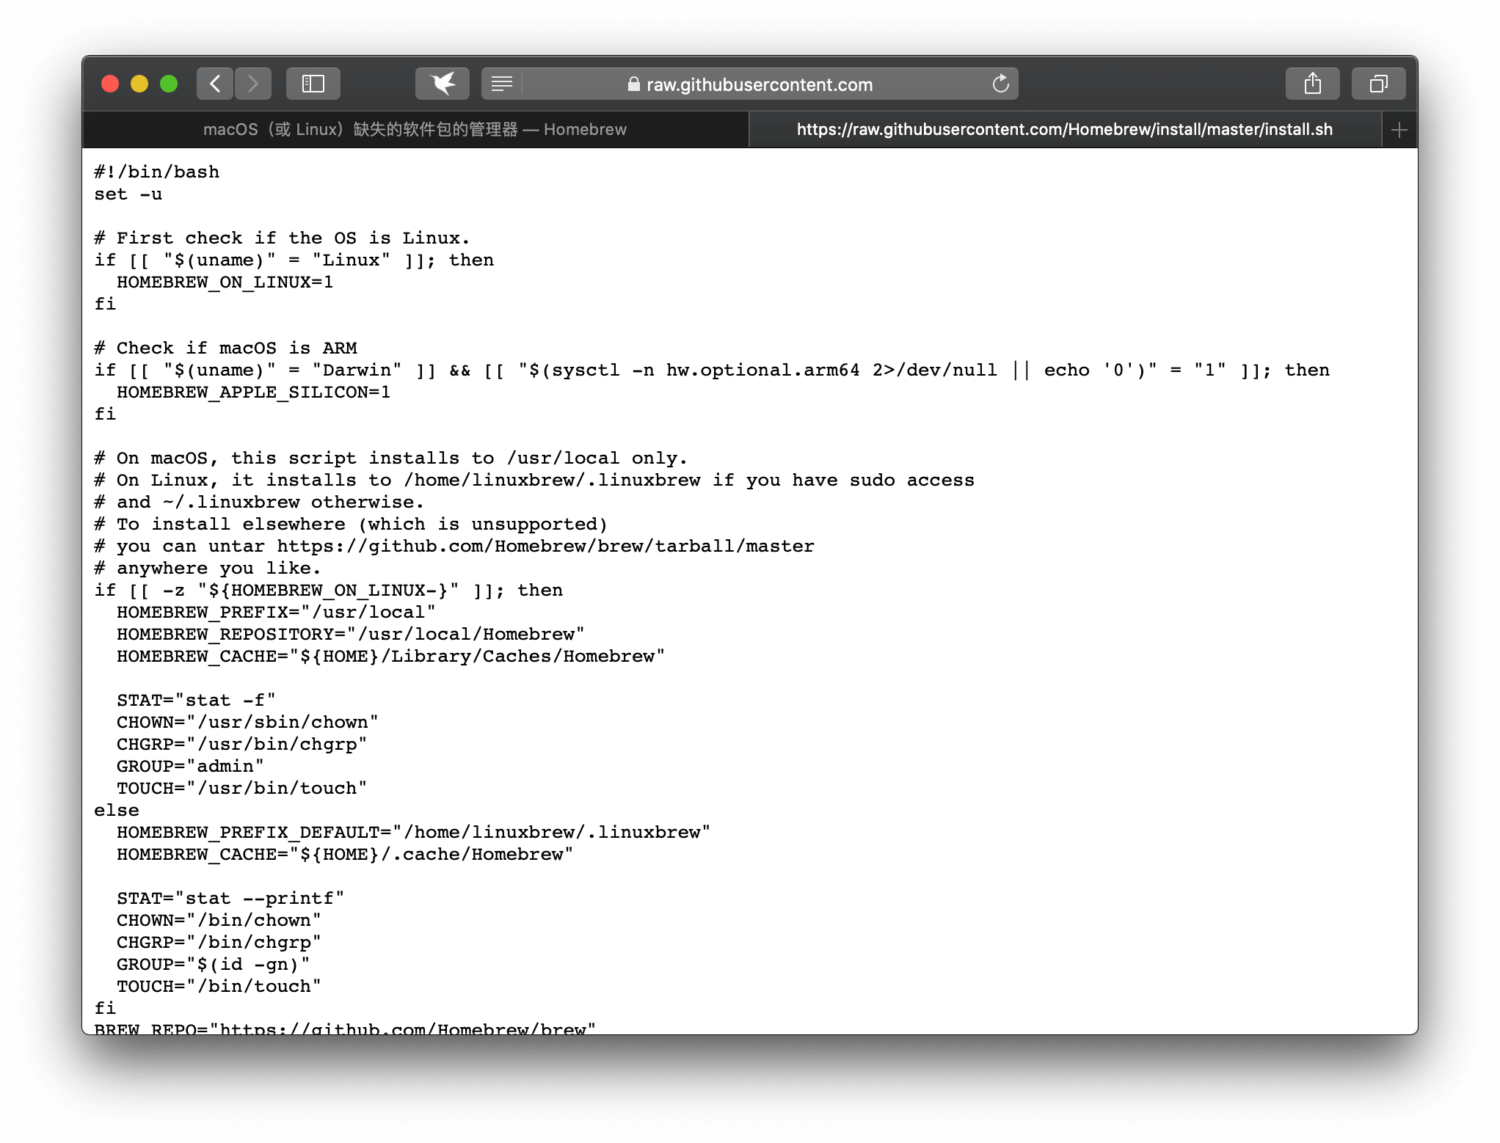 raw.githubusercontent.com
macOS（或 Linux）缺失的软件包的管理器 — Homebrew
https://raw.githubusercontent.com/Homebrew/install/master/install.sh
#!/bin/bash
set -u
# First check if the OS is Linux.
if [[ "$(uname)" = "Linux" ]]; then
  HOMEBREW_ON_LINUX=1
fi
# Check if macOS is ARM
if [[ "$(uname)" = "Darwin" ]] && [[ "$(sysctl -n hw.optional.arm64 2>/dev/null || echo '0')" = "1" ]]; then
  HOMEBREW_APPLE_SILICON=1
fi
# On macOS, this script installs to /usr/local only.
# On Linux, it installs to /home/linuxbrew/.linuxbrew if you have sudo access
# and ~/.linuxbrew otherwise.
# To install elsewhere (which is unsupported)
# you can untar https://github.com/Homebrew/brew/tarball/master
# anywhere you like.
if [[ -z "${HOMEBREW_ON_LINUX-}" ]]; then
  HOMEBREW_PREFIX="/usr/local"
  HOMEBREW_REPOSITORY="/usr/local/Homebrew"
  HOMEBREW_CACHE="${HOME}/Library/Caches/Homebrew"
  STAT="stat -f"
  CHOWN="/usr/sbin/chown"
  CHGRP="/usr/bin/chgrp"
  GROUP="admin"
  TOUCH="/usr/bin/touch"
else
  HOMEBREW_PREFIX_DEFAULT="/home/linuxbrew/.linuxbrew"
  HOMEBREW_CACHE="${HOME}/.cache/Homebrew"
  STAT="stat --printf"
  CHOWN="/bin/chown"
  CHGRP="/bin/chgrp"
  GROUP="$(id -gn)"
  TOUCH="/bin/touch"
fi
BREW_REPO="https://github.com/Homebrew/brew"